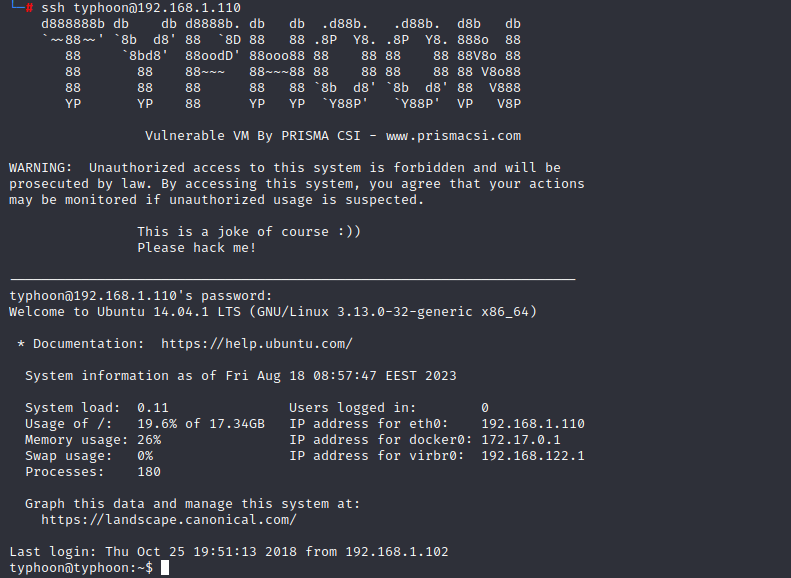 └─# ssh typhoon@192.168.1.110
    d888888b db    db d8888b. db   db  .d88b.   .d88b.  d8b   db
    `~~88~~' `8b  d8' 88  `8D 88   88 .8P  Y8. .8P  Y8. 888o  88
       88     `8bd8'  88oodD' 88ooo88 88    88 88    88 88V8o 88
       88       88    88~~~   88~~~88 88    88 88    88 88 V8o88
       88       88    88      88   88 `8b  d8' `8b  d8' 88  V888
       YP       YP    88      YP   YP  `Y88P'   `Y88P'  VP   V8P
                 Vulnerable VM By PRISMA CSI - www.prismacsi.com
WARNING:  Unauthorized access to this system is forbidden and will be
prosecuted by law. By accessing this system, you agree that your actions
may be monitored if unauthorized usage is suspected.
                This is a joke of course :))
                Please hack me!
typhoon@192.168.1.110's password:
Welcome to Ubuntu 14.04.1 LTS (GNU/Linux 3.13.0-32-generic x86_64)
 * Documentation:  https://help.ubuntu.com/
  System information as of Fri Aug 18 08:57:47 EEST 2023
  System load:  0.11               Users logged in:        0
  Usage of /:   19.6% of 17.34GB   IP address for eth0:    192.168.1.110
  Memory usage: 26%                IP address for docker0: 172.17.0.1
  Swap usage:   0%                 IP address for virbr0:  192.168.122.1
  Processes:    180
  Graph this data and manage this system at:
    https://landscape.canonical.com/
Last login: Thu Oct 25 19:51:13 2018 from 192.168.1.102
typhoon@typhoon:~$